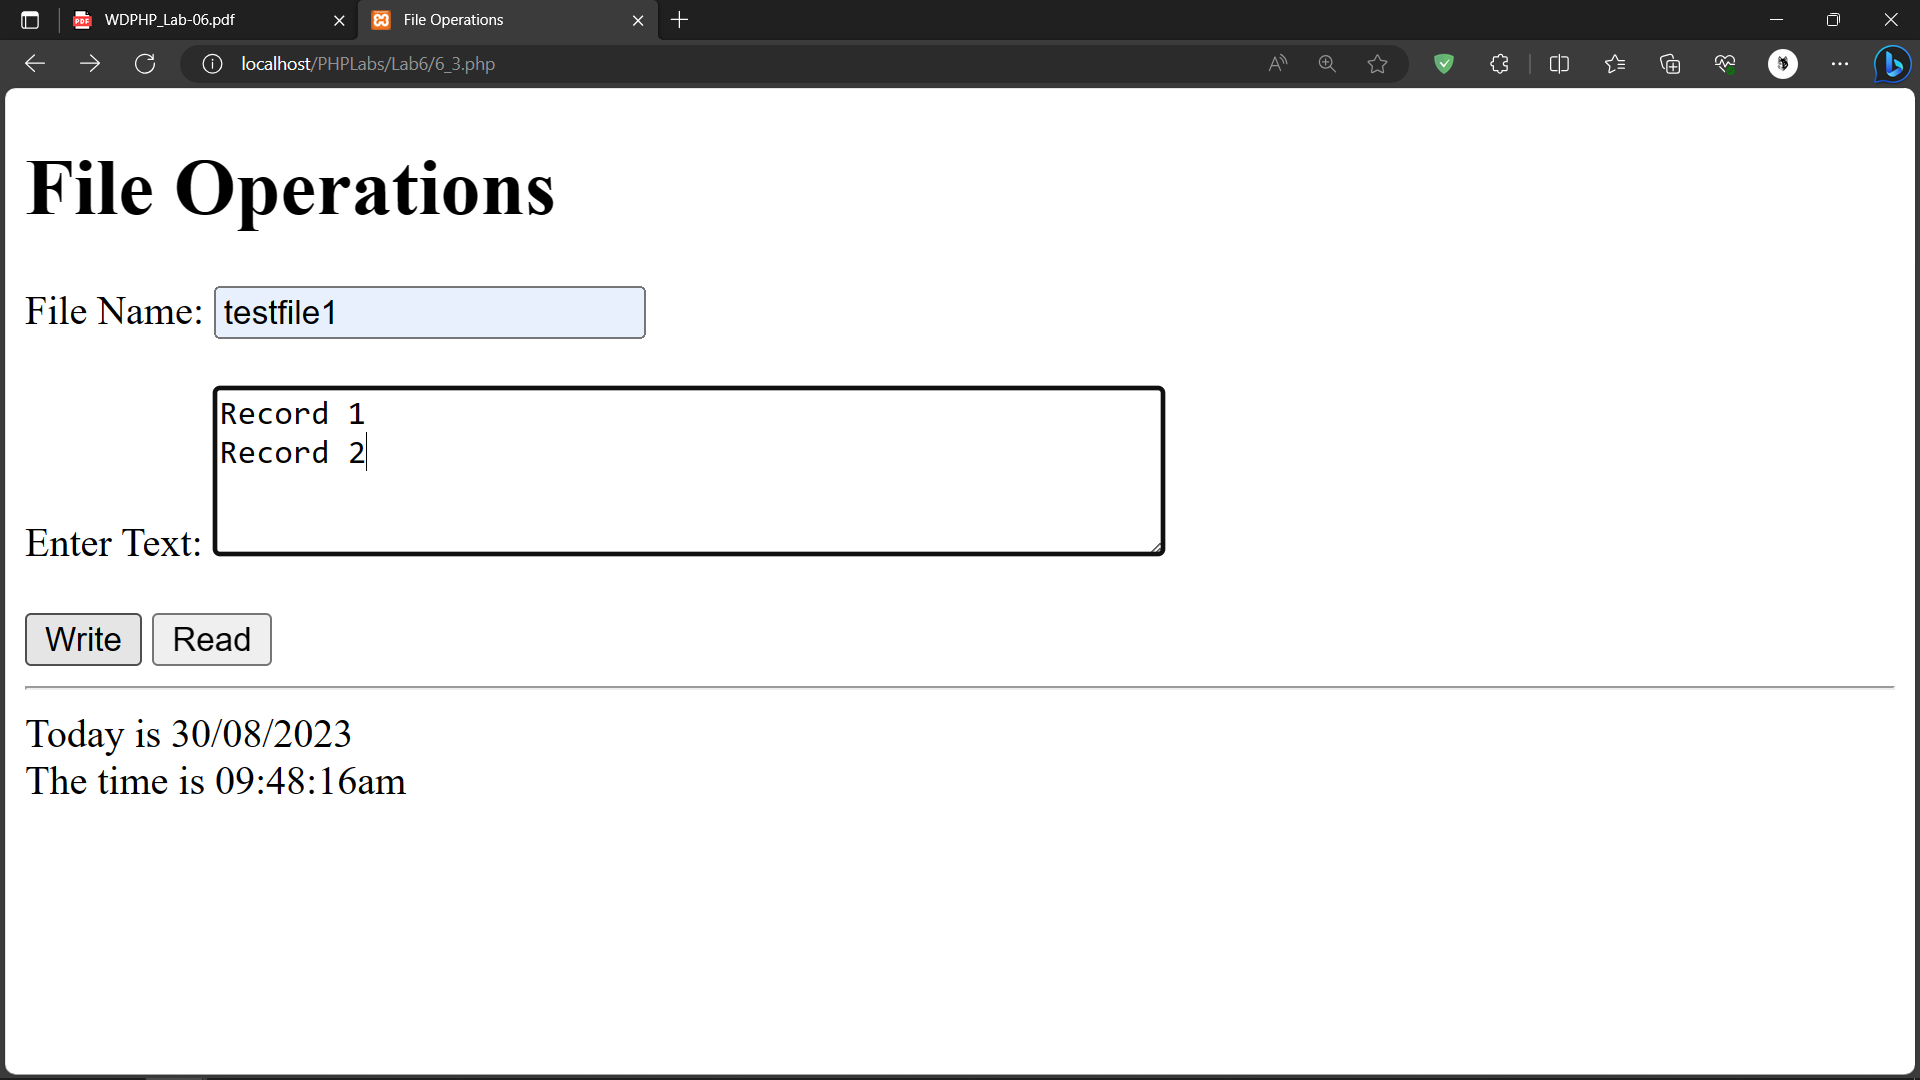 WDPHP_Lab-06.pdf
File Operations
localhost/PHPLabs/Lab6/6_3.php
File Operations
File Name: testfile1
Record 1
Record 2
Enter Text:
Write Read
Today is 30/08/2023
The time is 09:48:16am